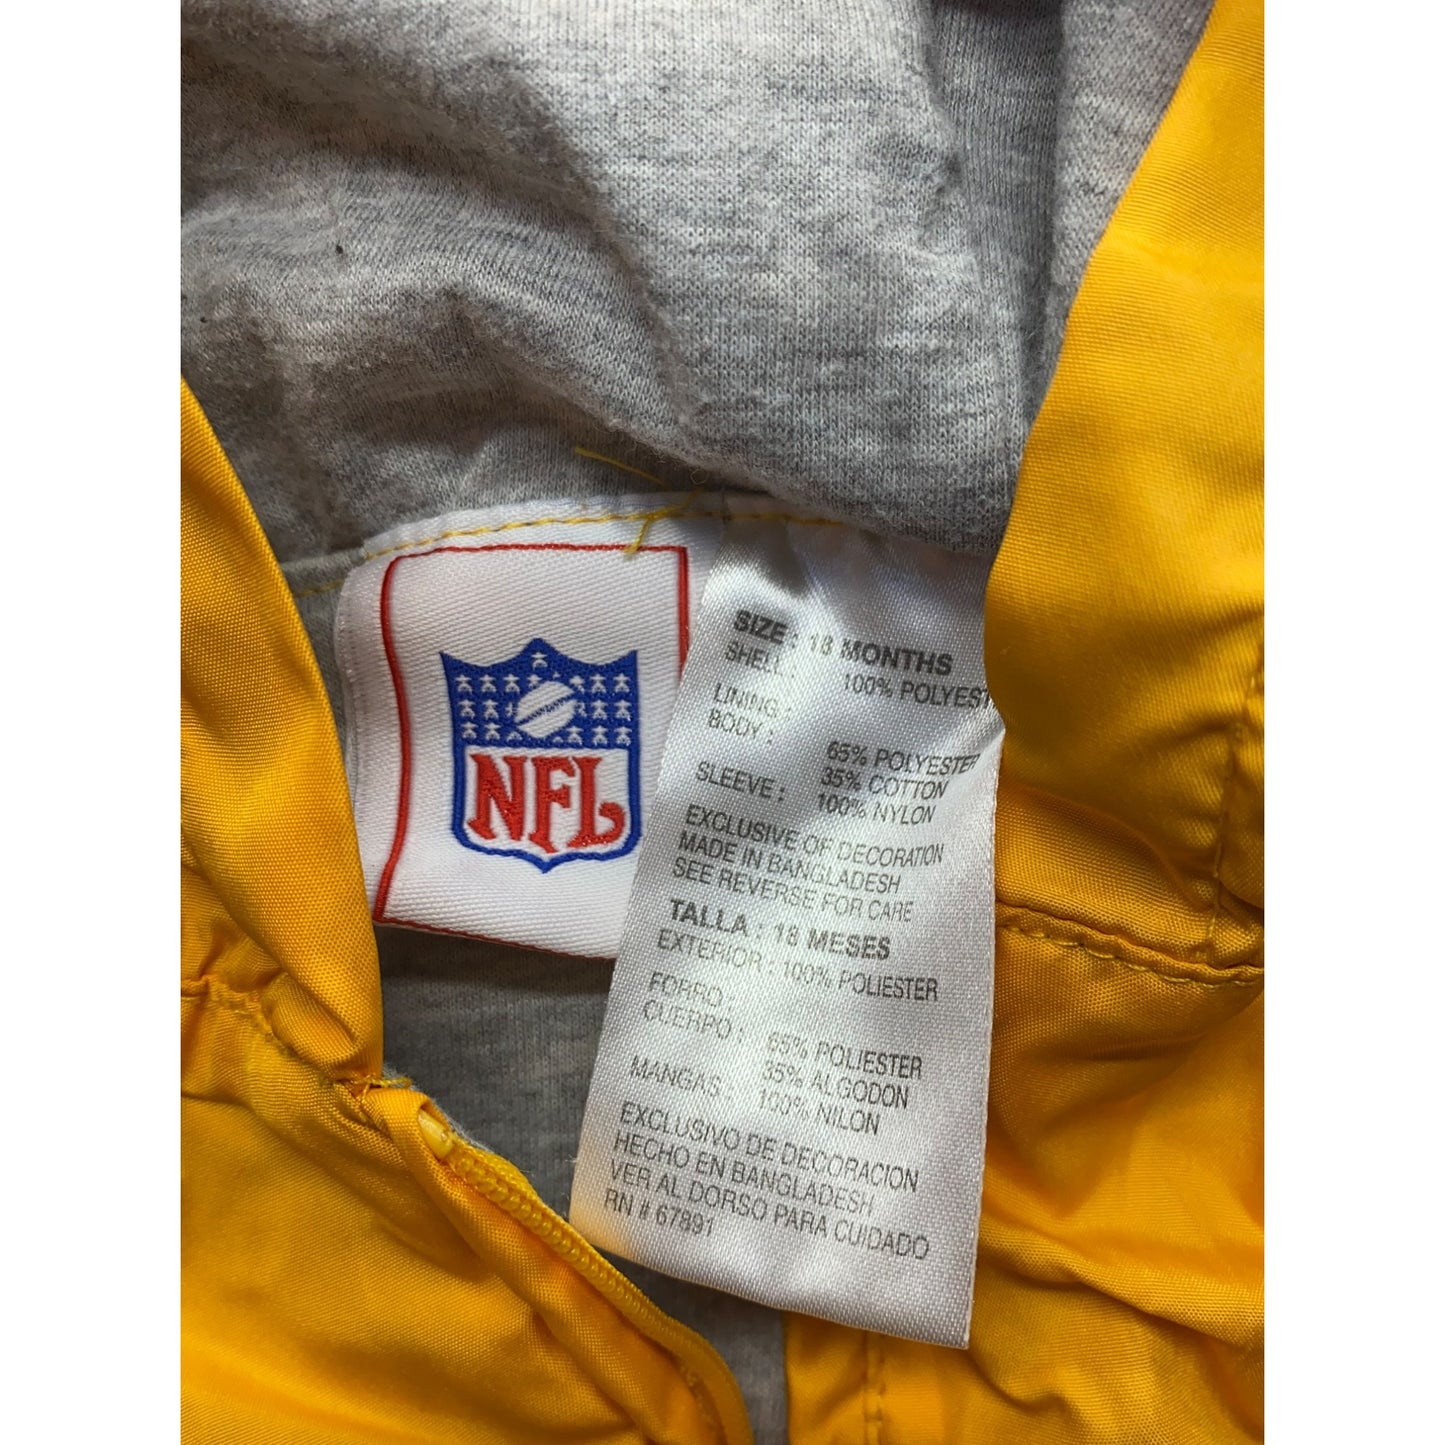 NFL
SIZE : 18 MONTHS
SHELL : 100% POLYEST
LINING
BODY : 65% POLYESTER
35% COTTON
SLEEVE : 100% NYLON
EXCLUSIVE OF DECORATION
MADE IN BANGLADESH
SEE REVERSE FOR CARE
TALLA : 18 MESES
EXTERIOR : 100% POLIESTER
FORRO :
CUERPO : 65% POLIESTER
35% ALGODON
MANGAS : 100% NILON
EXCLUSIVO DE DECORACION
HECHO EN BANGLADESH
VER AL DORSO PARA CUIDADO
RN # 67891